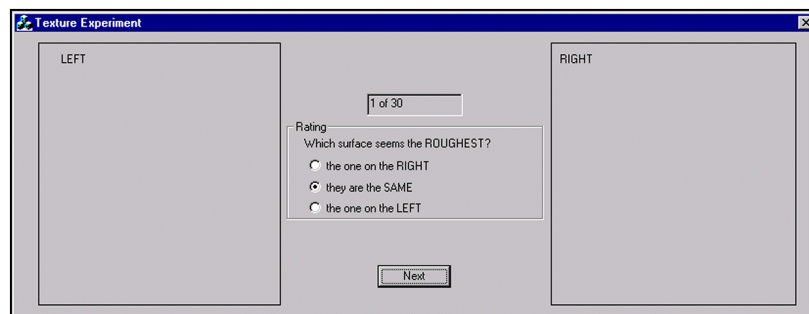 Texture Experiment
LEFT
RIGHT
1 of 30
Rating
Which surface seems the ROUGHEST?
the one on the RIGHT
they are the SAME
the one on the LEFT
Next